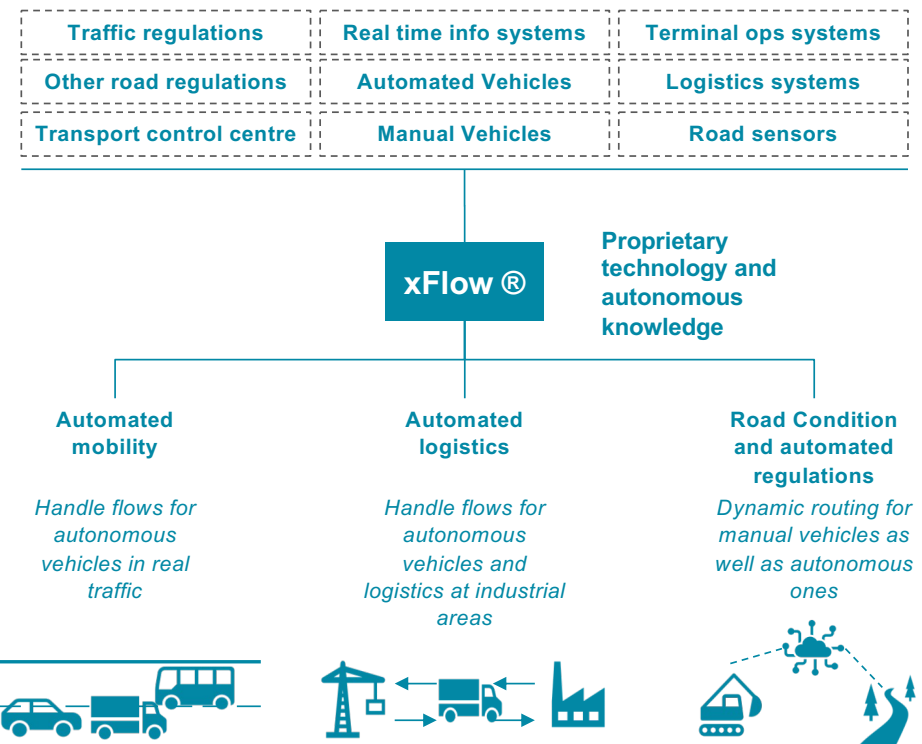 Traffic regulations
Real time info systems
Terminal ops systems
Other road regulations
Automated Vehicles
Logistics systems
Transport control centre
Manual Vehicles
Road sensors
xFlow ®
Proprietary
technology and
autonomous
knowledge
Automated
mobility
Handle flows for
autonomous
vehicles in real
traffic
Automated
logistics
Handle flows for
autonomous
vehicles and
logistics at industrial
areas
Road Condition
and automated
regulations
Dynamic routing for
manual vehicles as
well as autonomous
ones